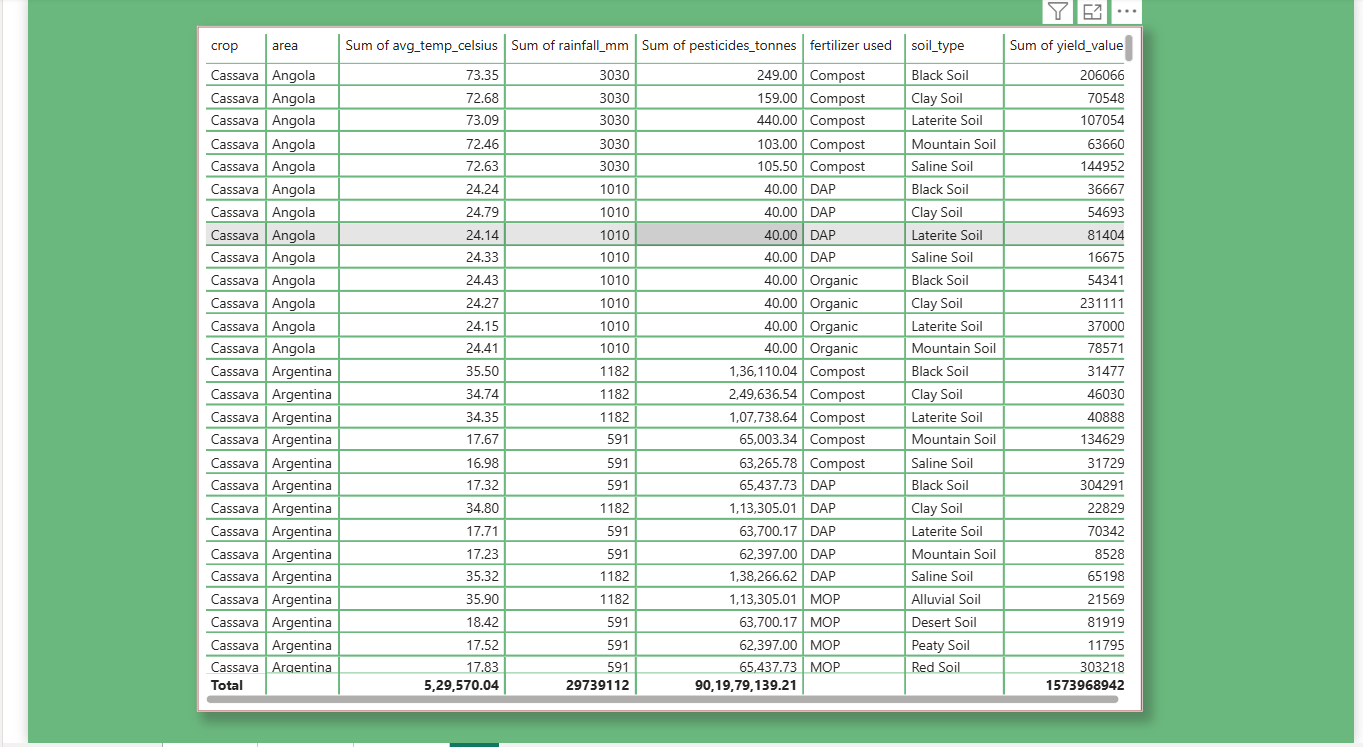 crop area Sum of avg_temp_celsius Sum of rainfall_mm Sum of pesticides_tonnes fertilizer used soil_type Sum of yield_value
Cassava Angola 73.35 3030 249.00 Compost Black Soil 206066
Cassava Angola 72.68 3030 159.00 Compost Clay Soil 70548
Cassava Angola 73.09 3030 440.00 Compost Laterite Soil 107054
Cassava Angola 72.46 3030 103.00 Compost Mountain Soil 63660
Cassava Angola 72.63 3030 105.50 Compost Saline Soil 144952
Cassava Angola 24.24 1010 40.00 DAP Black Soil 36667
Cassava Angola 24.79 1010 40.00 DAP Clay Soil 54693
Cassava Angola 24.14 1010 40.00 DAP Laterite Soil 81404
Cassava Angola 24.33 1010 40.00 DAP Saline Soil 16675
Cassava Angola 24.43 1010 40.00 Organic Black Soil 54341
Cassava Angola 24.27 1010 40.00 Organic Clay Soil 231111
Cassava Angola 24.15 1010 40.00 Organic Laterite Soil 37000
Cassava Angola 24.41 1010 40.00 Organic Mountain Soil 78571
Cassava Argentina 35.50 1182 1,36,110.04 Compost Black Soil 31477
Cassava Argentina 34.74 1182 2,49,636.54 Compost Clay Soil 46030
Cassava Argentina 34.35 1182 1,07,738.64 Compost Laterite Soil 40888
Cassava Argentina 17.67 591 65,003.34 Compost Mountain Soil 134629
Cassava Argentina 16.98 591 63,265.78 Compost Saline Soil 31729
Cassava Argentina 17.32 591 65,437.73 DAP Black Soil 304291
Cassava Argentina 34.80 1182 1,13,305.01 DAP Clay Soil 22829
Cassava Argentina 17.71 591 63,700.17 DAP Laterite Soil 70342
Cassava Argentina 17.23 591 62,397.00 DAP Mountain Soil 8528
Cassava Argentina 35.32 1182 1,38,266.62 DAP Saline Soil 65198
Cassava Argentina 35.90 1182 1,13,305.01 MOP Alluvial Soil 21569
Cassava Argentina 18.42 591 63,700.17 MOP Desert Soil 81919
Cassava Argentina 17.52 591 62,397.00 MOP Peaty Soil 11795
Cassava Argentina 17.83 591 65,437.73 MOP Red Soil 303218
Total 5,29,570.04 29739112 90,19,79,139.21 1573968942